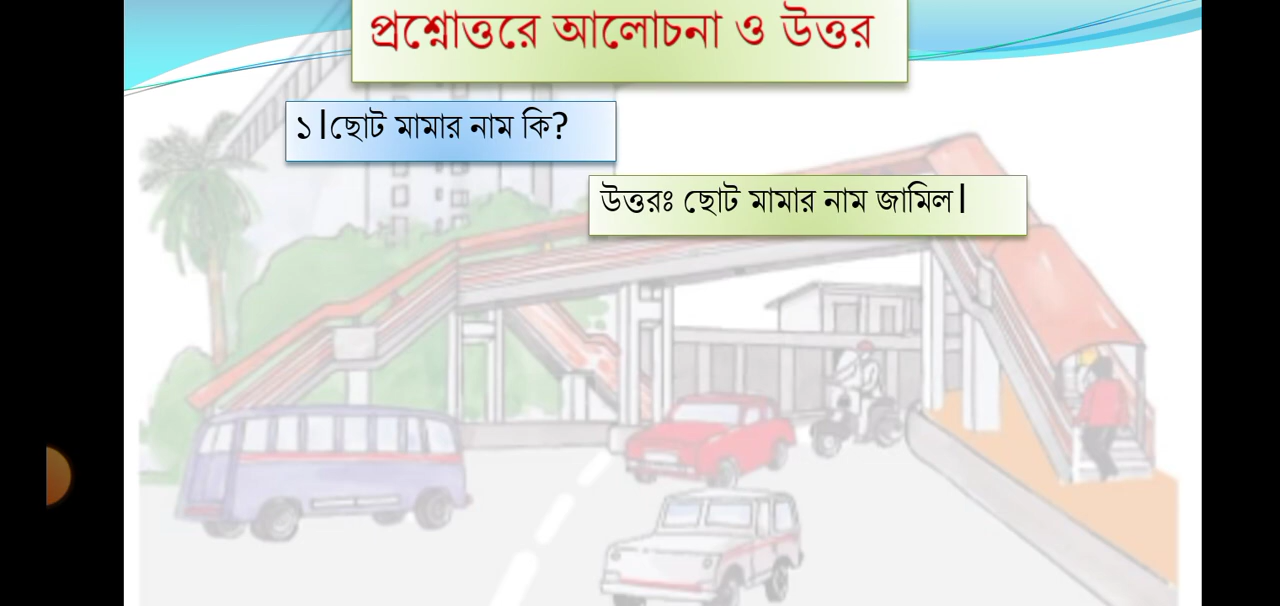 প্রশ্নোত্তরে আলোচনা ও উত্তর
১।ছোট মামার নাম কি?
উত্তরঃ ছোট মামার নাম জামিল।